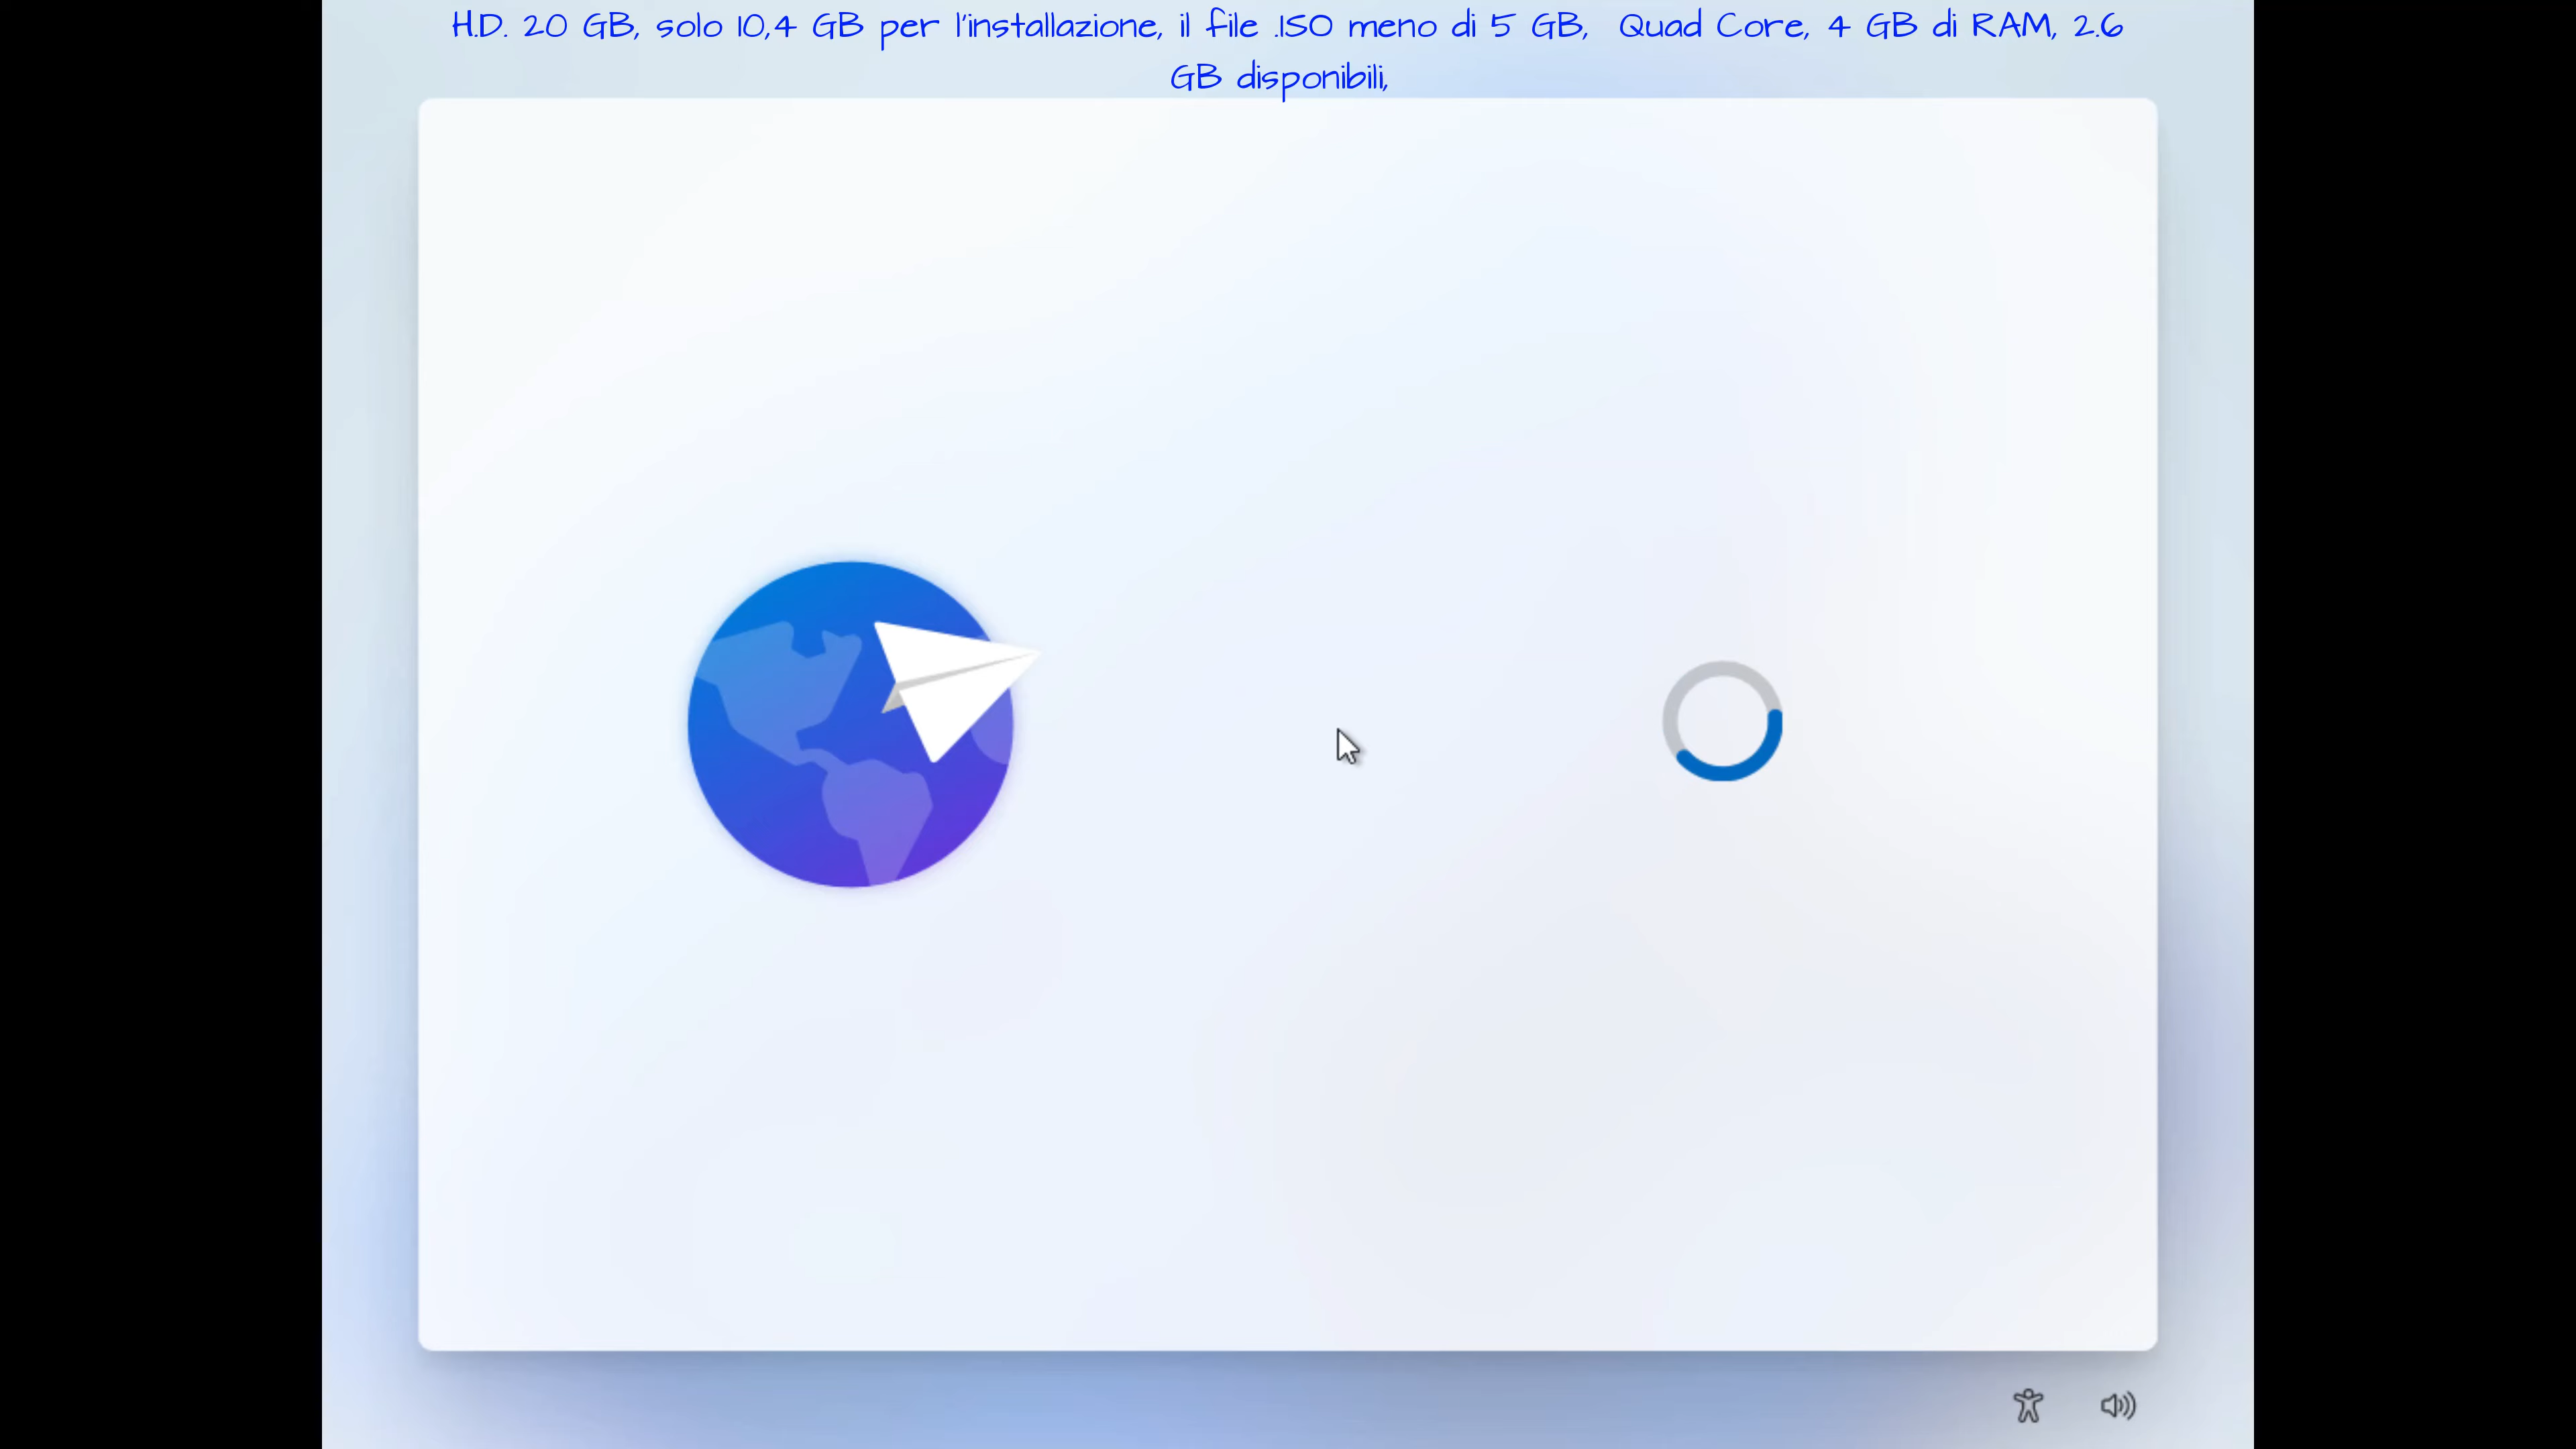 H.D. 20 GB, solo 10,4 GB per l'installazione, il file .ISO meno di 5 GB,  Quad Core, 4 GB di RAM, 2.6
GB disponibili,